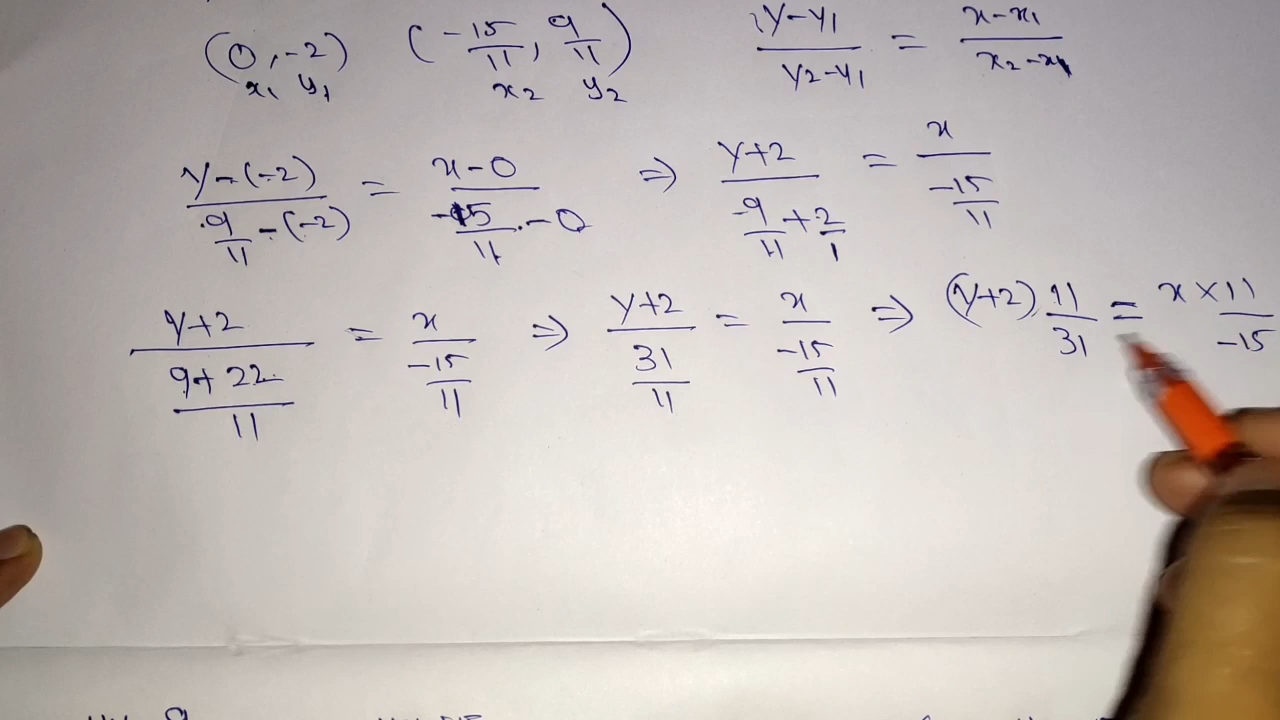 (0, -2) (-15/11, 9/11) y-y1/y2-y1 = x-x1/x2-x1
x1 y1 x2 y2
y-(-2)/9/11-(-2) = x-0/-15/11-0 ⇒ y+2/-9/11+2/1 = x/-15/11
y+2/9+22/11 = x/-15/11 ⇒ y+2/31/11 = x/-15/11 ⇒ (y+2) 11/31 = x×11/-15